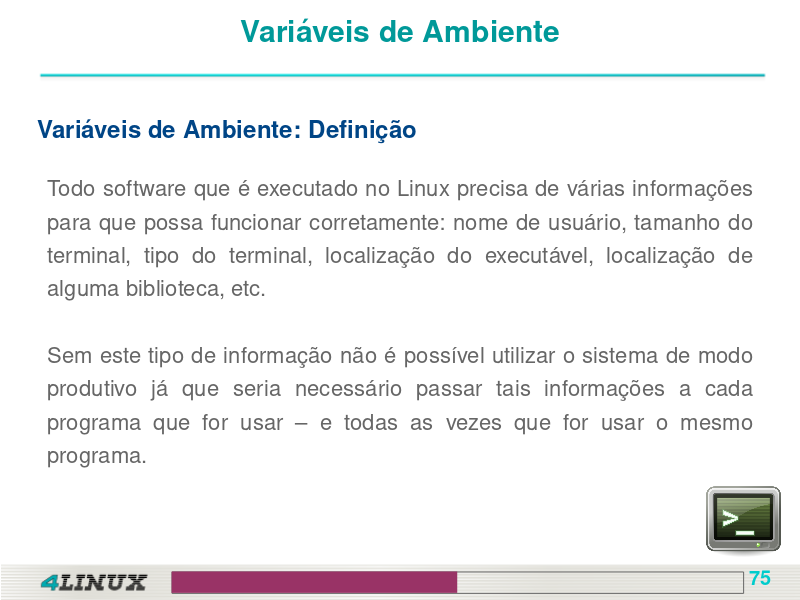 Variáveis de Ambiente
Variáveis de Ambiente: Definição
Todo software que é executado no Linux precisa de várias informações
para que possa funcionar corretamente: nome de usuário, tamanho do
terminal, tipo do terminal, localização do executável, localização de
alguma biblioteca, etc.
Sem este tipo de informação não é possível utilizar o sistema de modo
produtivo já que seria necessário passar tais informações a cada
programa que for usar – e todas as vezes que for usar o mesmo
programa.
>_
4LINUX
75